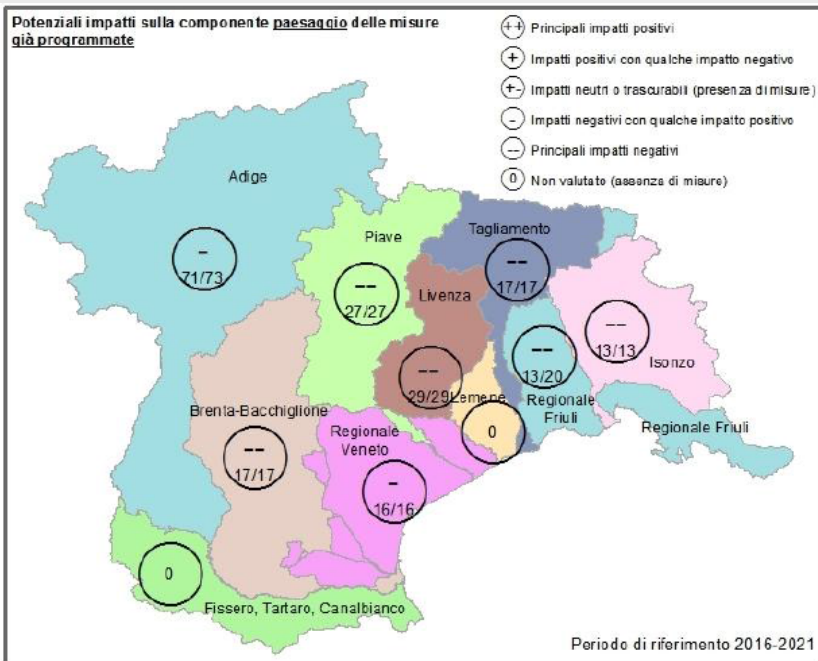 Potenziali impatti sulla componente paesaggio delle misure
già programmate
++ Principali impatti positivi
+ Impatti positivi con qualche impatto negativo
+- Impatti neutri o trascurabili (presenza di misure)
- Impatti negativi con qualche impatto positivo
-- Principali impatti negativi
0 Non valutato (assenza di misure)
Adige
-
71/73
Piave
--
27/27
Tagliamento
--
17/17
Livenza
--
29/29
Lemene
0
--
13/20
Regionale
Friuli
--
13/13
Isonzo
Regionale Friuli
Brenta-Bacchiglione
--
17/17
Regionale
Veneto
-
16/16
0
Fissero, Tartaro, Canalbianco
Periodo di riferimento 2016-2021